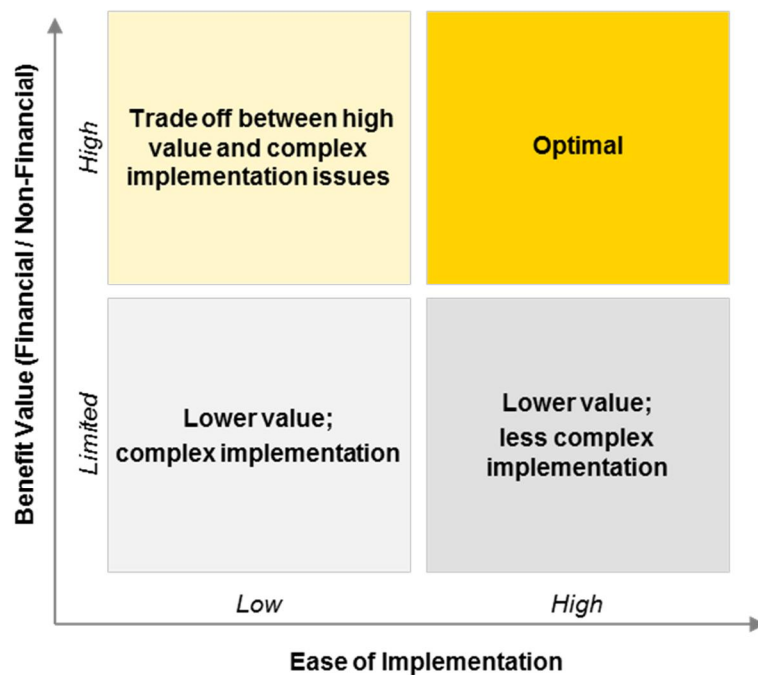 Benefit Value (Financial / Non-Financial)
High
Trade off between high
value and complex
implementation issues
Optimal
Limited
Lower value;
complex implementation
Lower value;
less complex
implementation
Low
High
Ease of Implementation